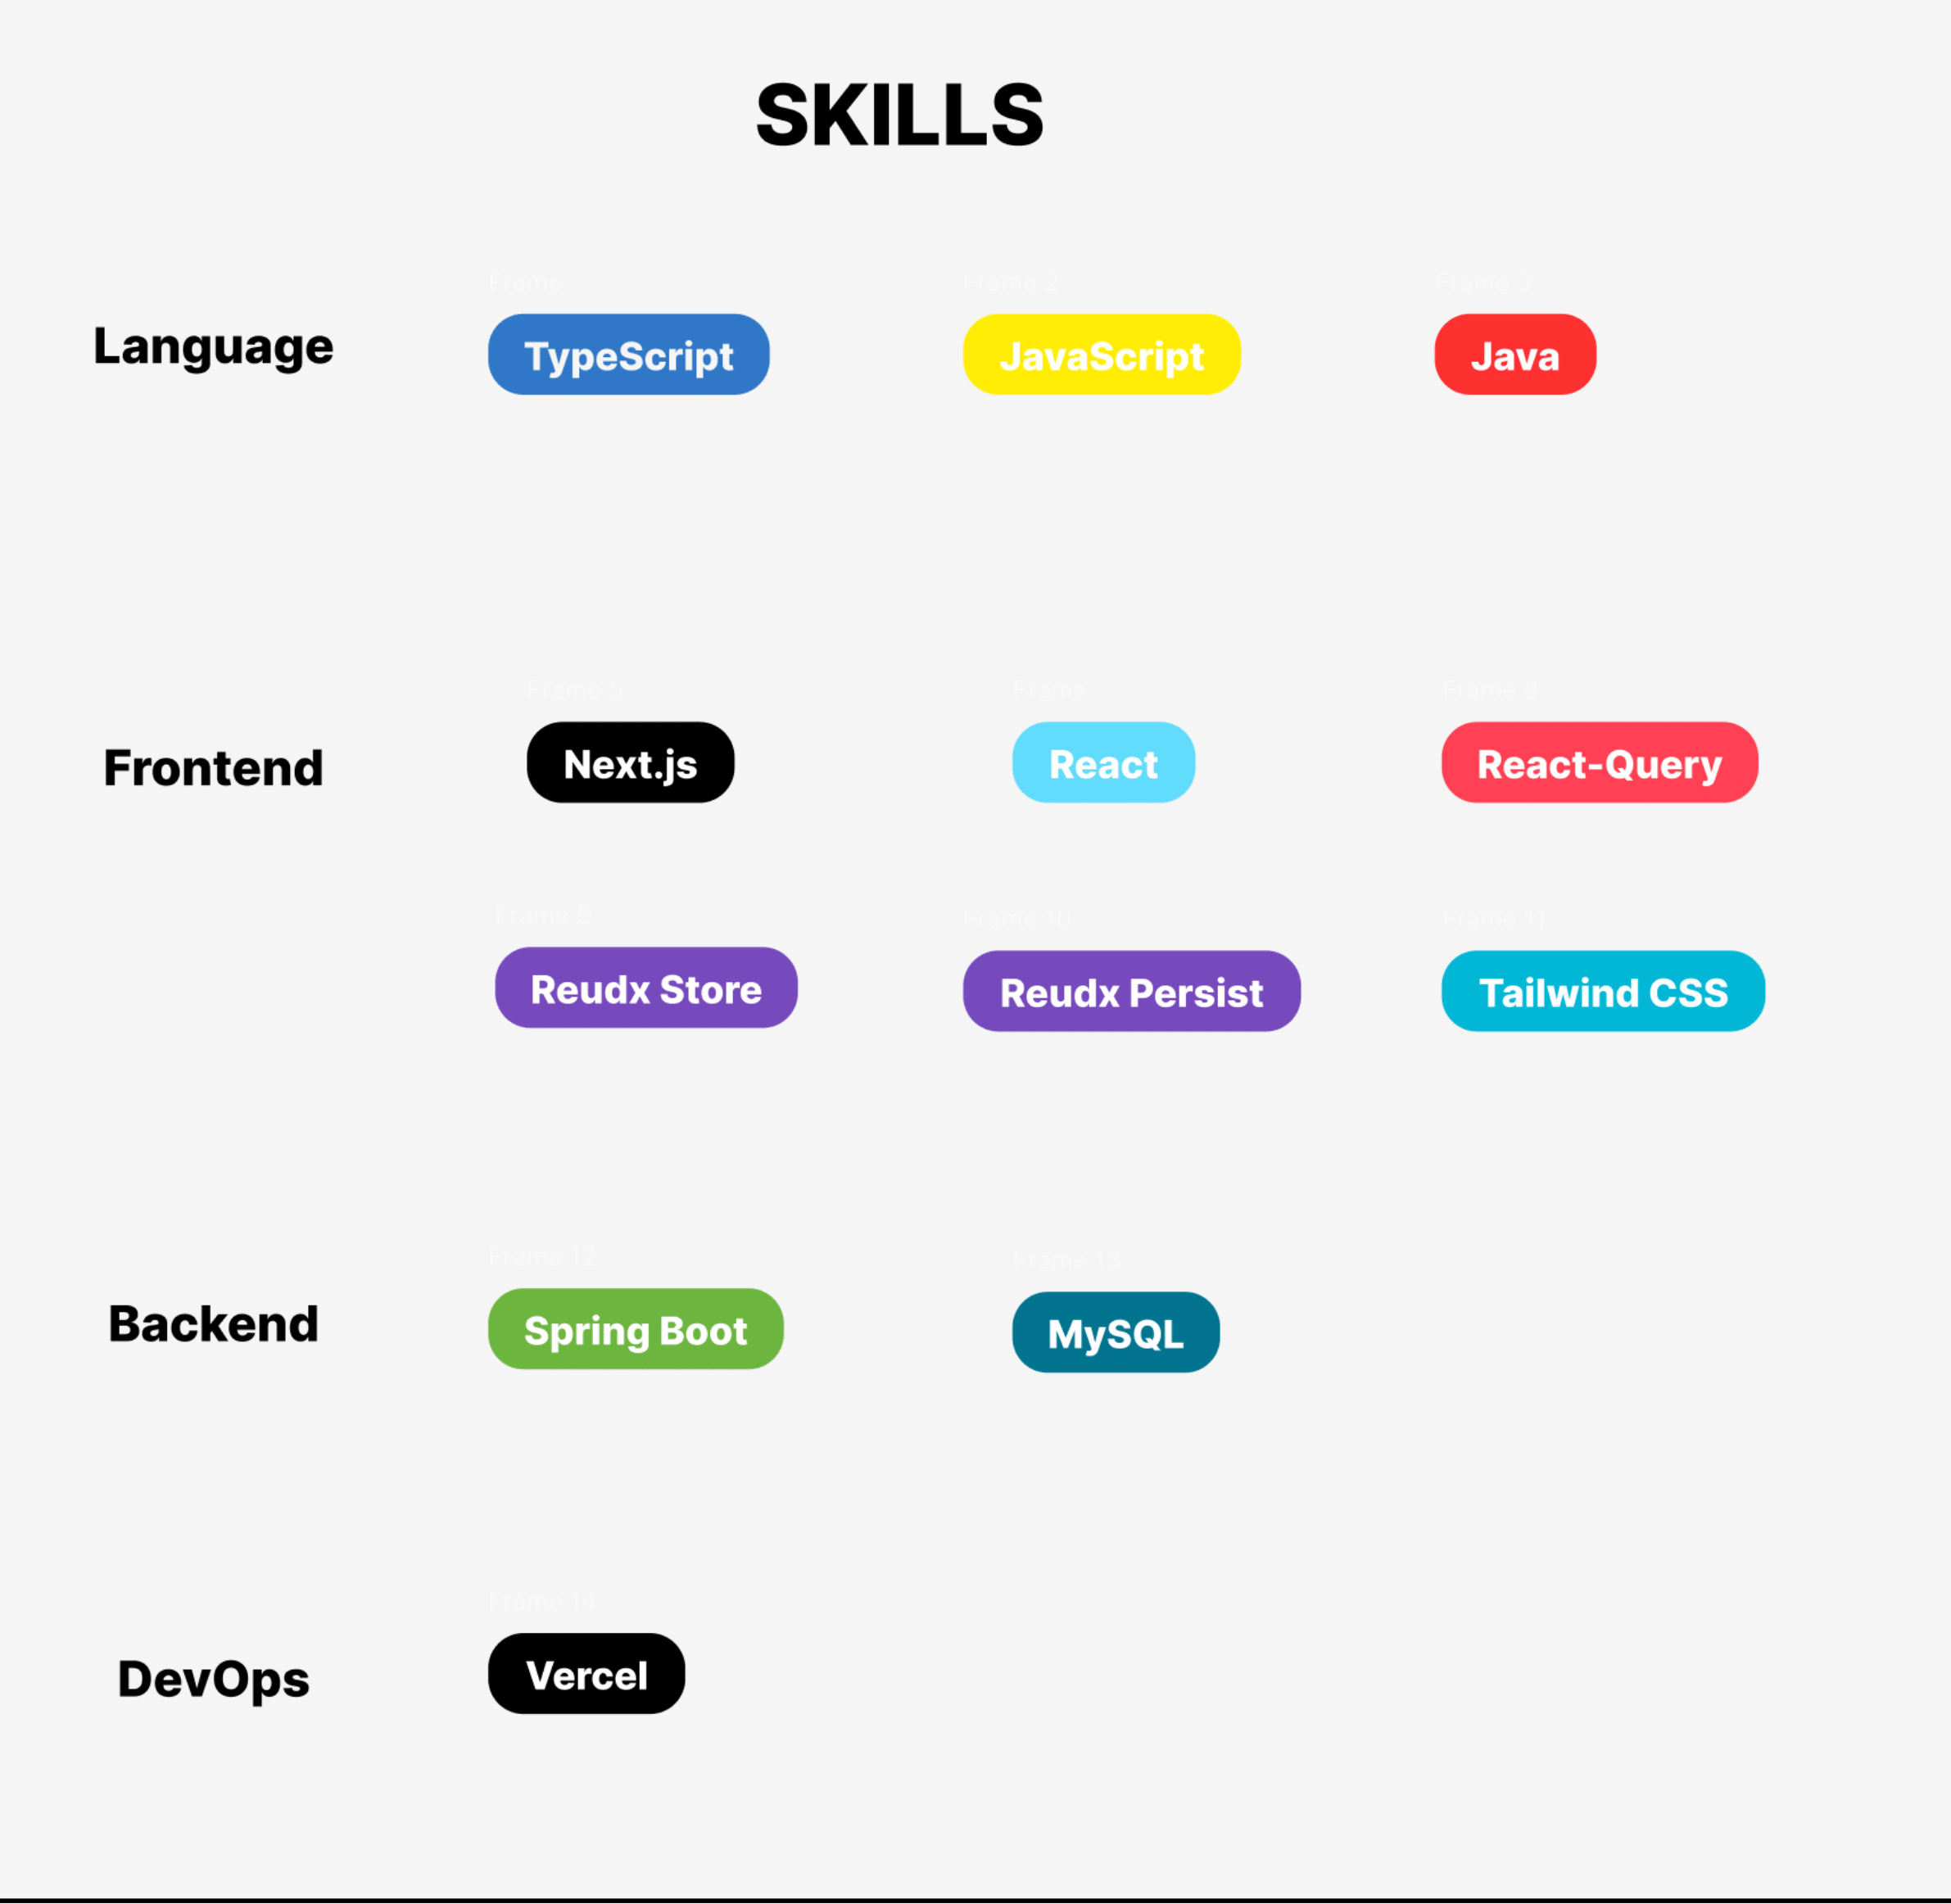 SKILLS
Frame
Frame 2
Frame 3
Language
TypeScript
JavaScript
Java
Frame 5
Frame
Frontend
Next.js
React
React-Query
Frame 9
Frame 10
Frame 11
Reudx Store
Reudx Persist
Tailwind CSS
Frame 12
Frame 13
Backend
Spring Boot
MySQL
Frame 14
DevOps
Vercel